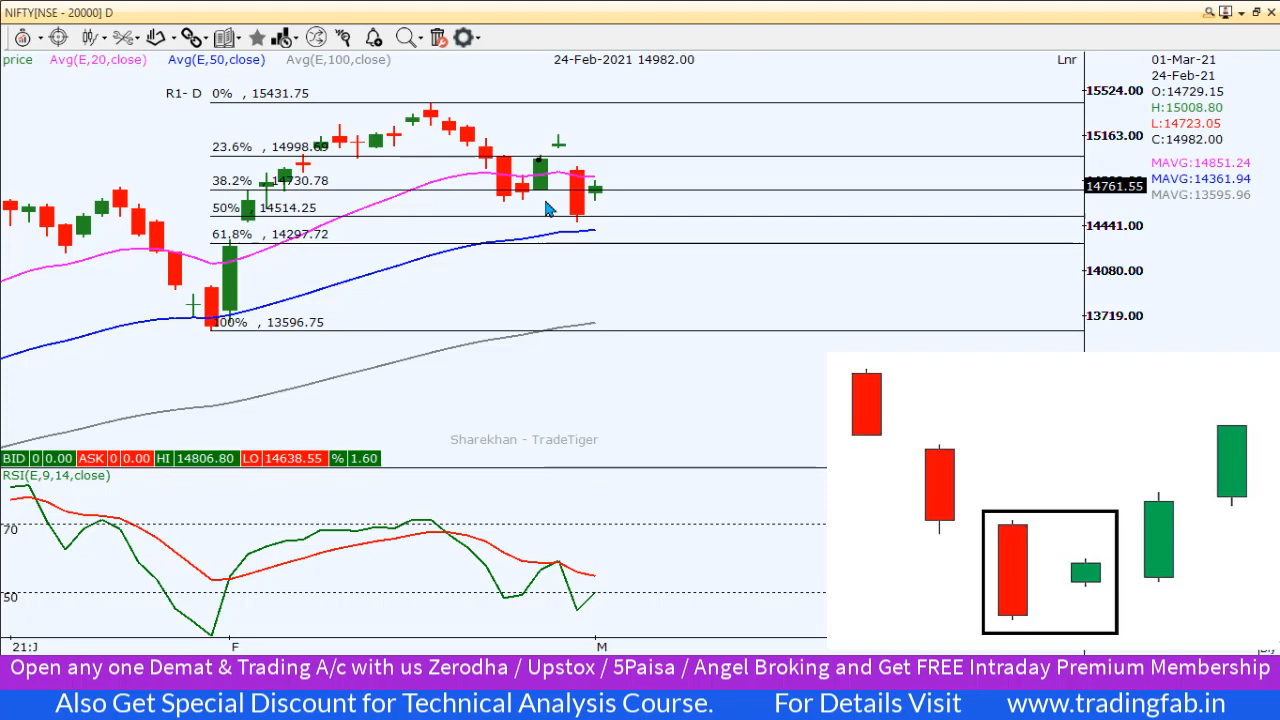 NIFTY[NSE - 20000] D
price Avg(E,20,close) Avg(E,50,close) Avg(E,100,close) 24-Feb-2021 14982.00 Lnr
01-Mar-21
24-Feb-21
O:14729.15
H:15008.80
L:14723.05
C:14982.00
MAVG:14851.24
MAVG:14361.94
MAVG:13595.96
15524.00
15163.00
14761.55
14441.00
14080.00
13719.00
R1- D 0% , 15431.75
23.6% , 14998.69
38.2% , 14730.78
50% , 14514.25
61.8% , 14297.72
100% , 13596.75
Sharekhan - TradeTiger
BID 0 0.00 ASK 0 0.00 HI 14806.80 LO 14638.55 % 1.60
RSI(E,9,14,close)
70
50
21:J F M
Open any one Demat & Trading A/c with us Zerodha / Upstox / 5Paisa / Angel Broking and Get FREE Intraday Premium Membership
Also Get Special Discount for Technical Analysis Course. For Details Visit www.tradingfab.in